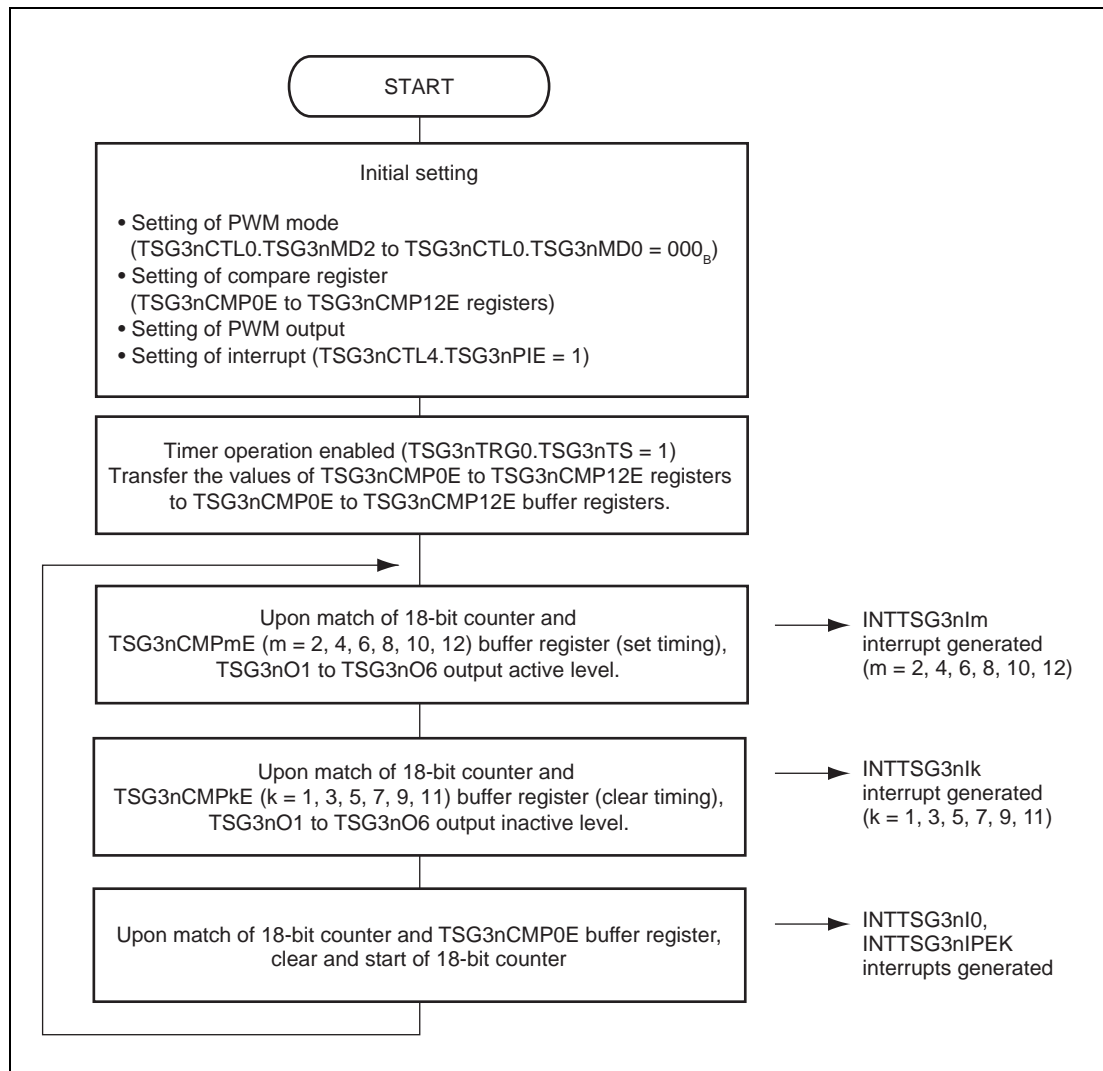 START
Initial setting
• Setting of PWM mode
(TSG3nCTL0.TSG3nMD2 to TSG3nCTL0.TSG3nMD0 = 000B)
• Setting of compare register
(TSG3nCMP0E to TSG3nCMP12E registers)
• Setting of PWM output
• Setting of interrupt (TSG3nCTL4.TSG3nPIE = 1)
Timer operation enabled (TSG3nTRG0.TSG3nTS = 1)
Transfer the values of TSG3nCMP0E to TSG3nCMP12E registers
to TSG3nCMP0E to TSG3nCMP12E buffer registers.
Upon match of 18-bit counter and
TSG3nCMPmE (m = 2, 4, 6, 8, 10, 12) buffer register (set timing),
TSG3nO1 to TSG3nO6 output active level.
INTTSG3nIm
interrupt generated
(m = 2, 4, 6, 8, 10, 12)
Upon match of 18-bit counter and
TSG3nCMPkE (k = 1, 3, 5, 7, 9, 11) buffer register (clear timing),
TSG3nO1 to TSG3nO6 output inactive level.
INTTSG3nIk
interrupt generated
(k = 1, 3, 5, 7, 9, 11)
Upon match of 18-bit counter and TSG3nCMP0E buffer register,
clear and start of 18-bit counter
INTTSG3nI0,
INTTSG3nIPEK
interrupts generated